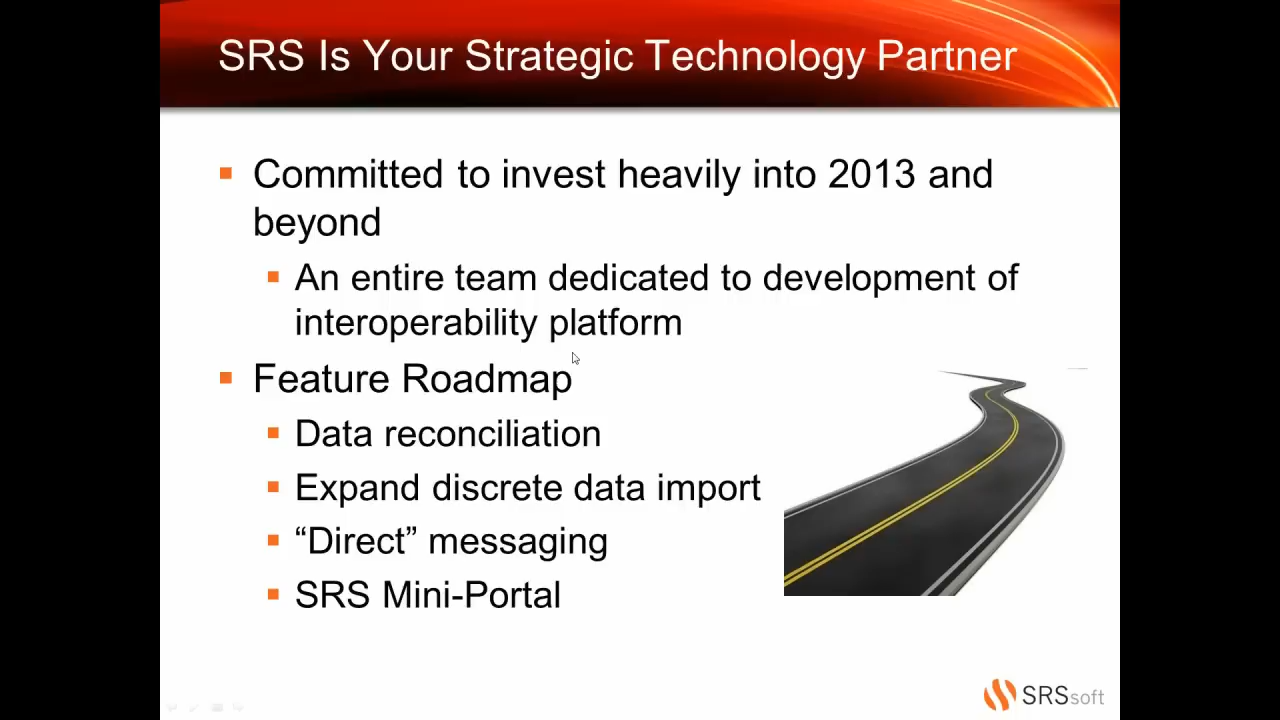 SRS Is Your Strategic Technology Partner
Committed to invest heavily into 2013 and
beyond
An entire team dedicated to development of
interoperability platform
Feature Roadmap
Data reconciliation
Expand discrete data import
“Direct” messaging
SRS Mini-Portal
SRSsoft